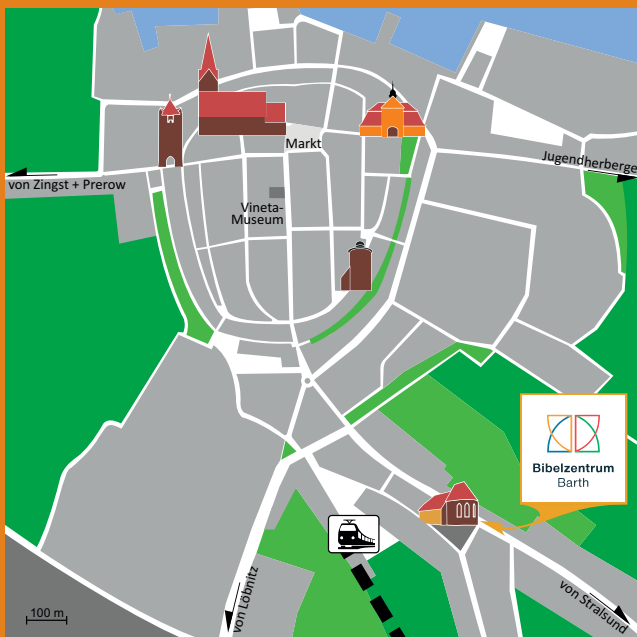 Markt
Jugendherberge
von Zingst + Prerow
Vineta-
Museum
Bibelzentrum
Barth
von Löbnitz
von Stralsund
100 m